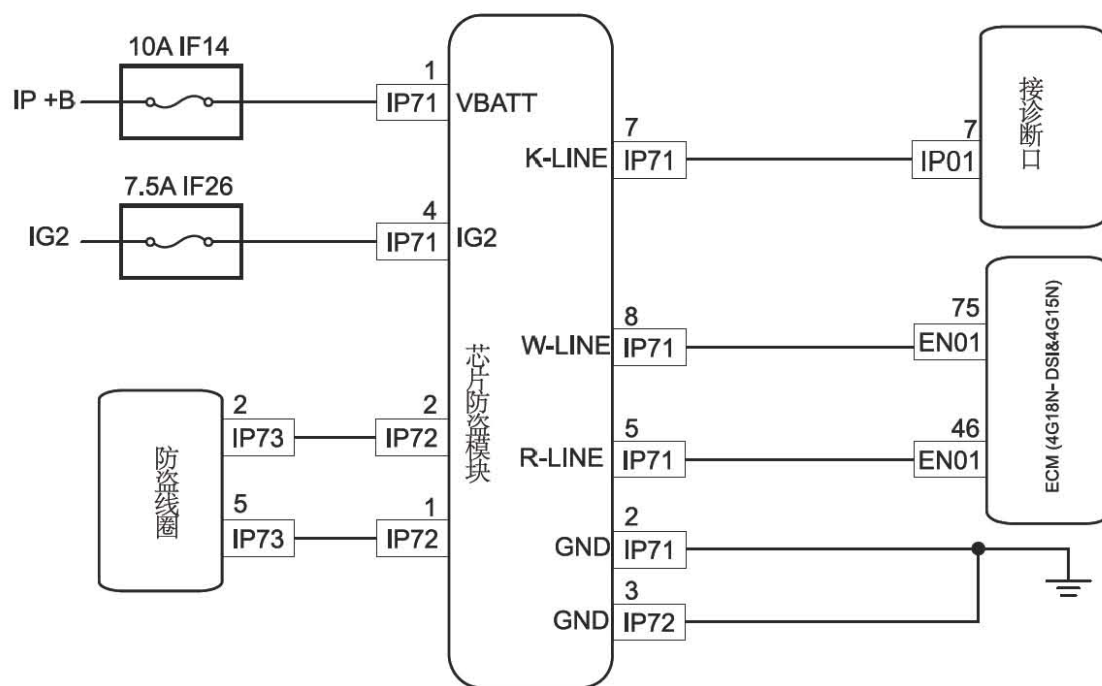 10A IF14
IP +B
1
IP71
VBATT
7.5A IF26
IG2
4
IP71
IG2
防盗线圈
2
IP73
2
IP72
5
IP73
1
IP72
芯片防盗模块
K-LINE
7
IP71
7
IP01
接诊断口
W-LINE
8
IP71
75
EN01
R-LINE
5
IP71
46
EN01
ECM (4G18N- DSI&4G15N)
GND
2
IP71
GND
3
IP72